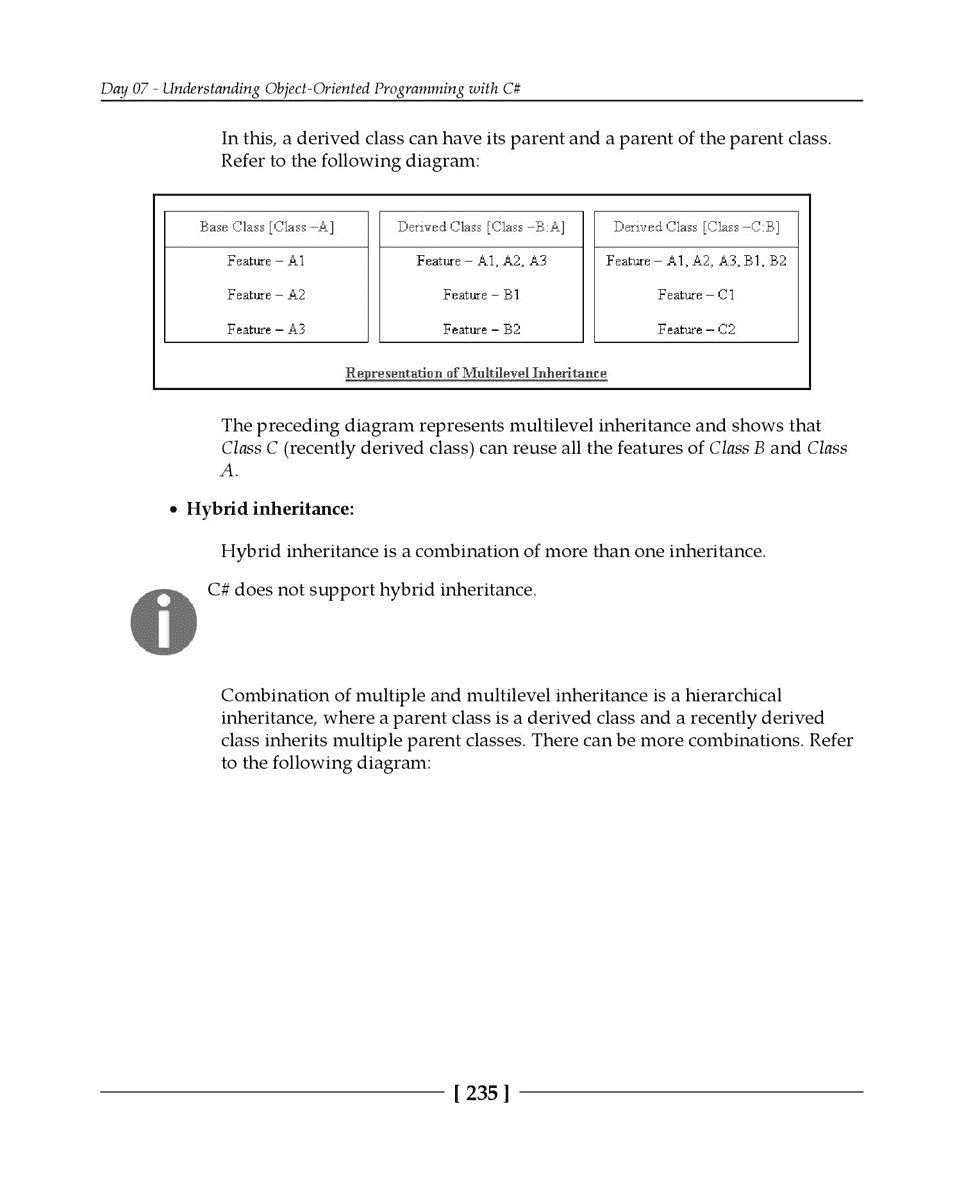 Day 07 - Understanding Object-Oriented Programming with C#
In this, a derived class can have its parent and a parent of the parent class.
Refer to the following diagram:
Base Class [Class –A]
Feature – A1
Feature – A2
Feature – A3
Derived Class [Class –B:A]
Feature – A1, A2, A3
Feature – B1
Feature – B2
Derived Class [Class –C:B]
Feature – A1, A2, A3, B1, B2
Feature – C1
Feature – C2
Representation of Multilevel Inheritance
The preceding diagram represents multilevel inheritance and shows that
Class C (recently derived class) can reuse all the features of Class B and Class
A.
• Hybrid inheritance:
Hybrid inheritance is a combination of more than one inheritance.
C# does not support hybrid inheritance.
Combination of multiple and multilevel inheritance is a hierarchical
inheritance, where a parent class is a derived class and a recently derived
class inherits multiple parent classes. There can be more combinations. Refer
to the following diagram:
[ 235 ]